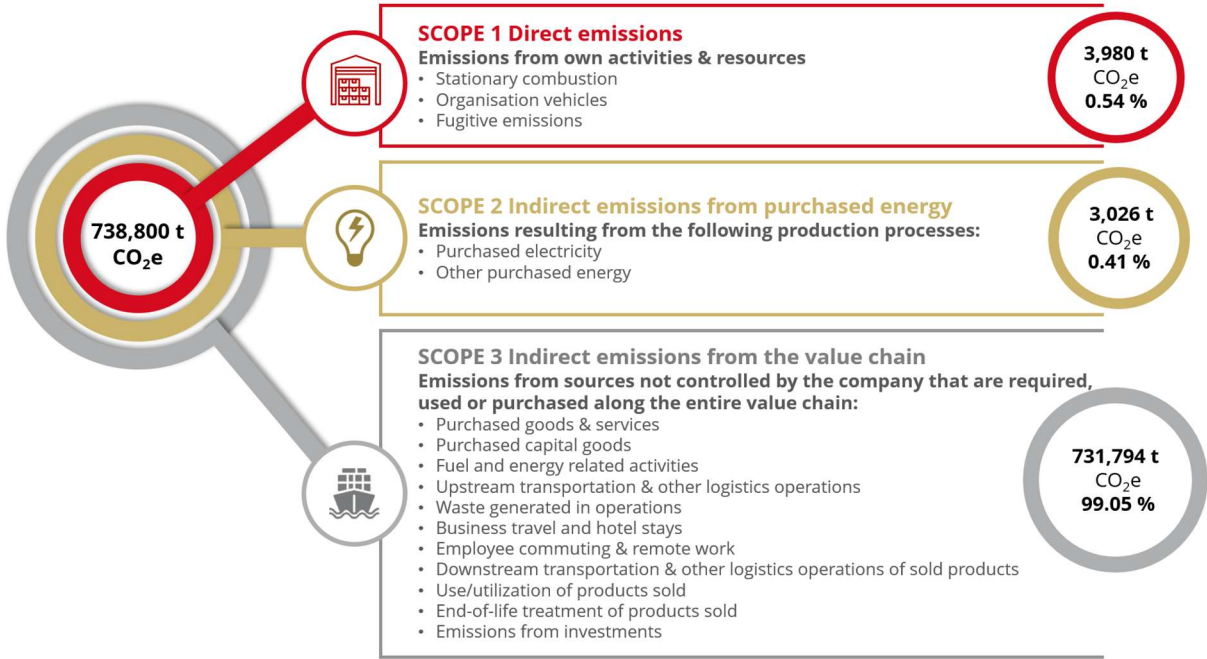 738,800 t
CO₂e
SCOPE 1 Direct emissions
Emissions from own activities & resources
• Stationary combustion
• Organisation vehicles
• Fugitive emissions
3,980 t
CO₂e
0.54 %
SCOPE 2 Indirect emissions from purchased energy
Emissions resulting from the following production processes:
• Purchased electricity
• Other purchased energy
3,026 t
CO₂e
0.41 %
SCOPE 3 Indirect emissions from the value chain
Emissions from sources not controlled by the company that are required,
used or purchased along the entire value chain:
• Purchased goods & services
• Purchased capital goods
• Fuel and energy related activities
• Upstream transportation & other logistics operations
• Waste generated in operations
• Business travel and hotel stays
• Employee commuting & remote work
• Downstream transportation & other logistics operations of sold products
• Use/utilization of products sold
• End-of-life treatment of products sold
• Emissions from investments
731,794 t
CO₂e
99.05 %